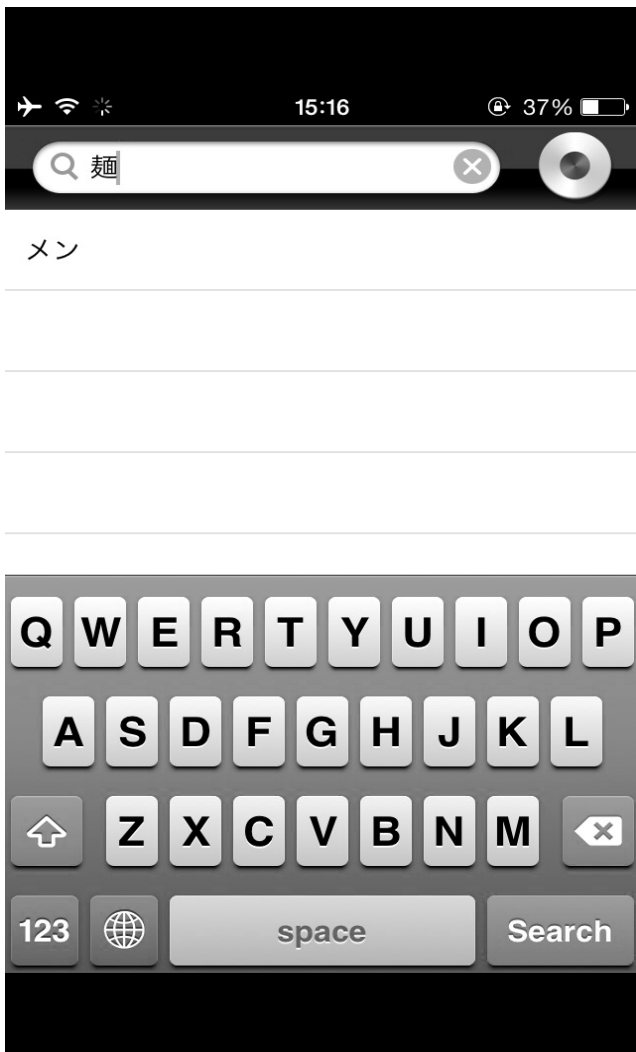 15:16 37%
麺
メン
Q W E R T Y U I O P
A S D F G H J K L
Z X C V B N M
123 space Search